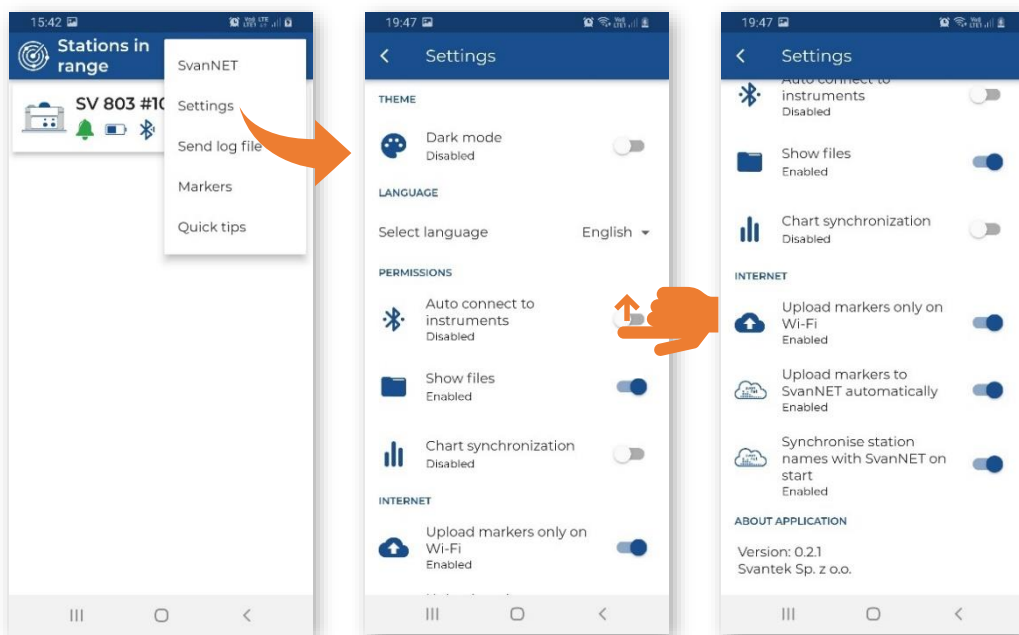 15:42
Stations in
range
SV 803 #10
SvanNET
Settings
Send log file
Markers
Quick tips
19:47
Settings
THEME
Dark mode
Disabled
LANGUAGE
Select language English
PERMISSIONS
Auto connect to
instruments
Disabled
Show files
Enabled
Chart synchronization
Disabled
INTERNET
Upload markers only on
Wi-Fi
Enabled
19:47
Settings
Auto connect to
instruments
Disabled
Show files
Enabled
Chart synchronization
Disabled
INTERNET
Upload markers only on
Wi-Fi
Enabled
Upload markers to
SvanNET automatically
Enabled
Synchronise station
names with SvanNET on
start
Enabled
ABOUT APPLICATION
Version: 0.2.1
Svantek Sp. z o.o.